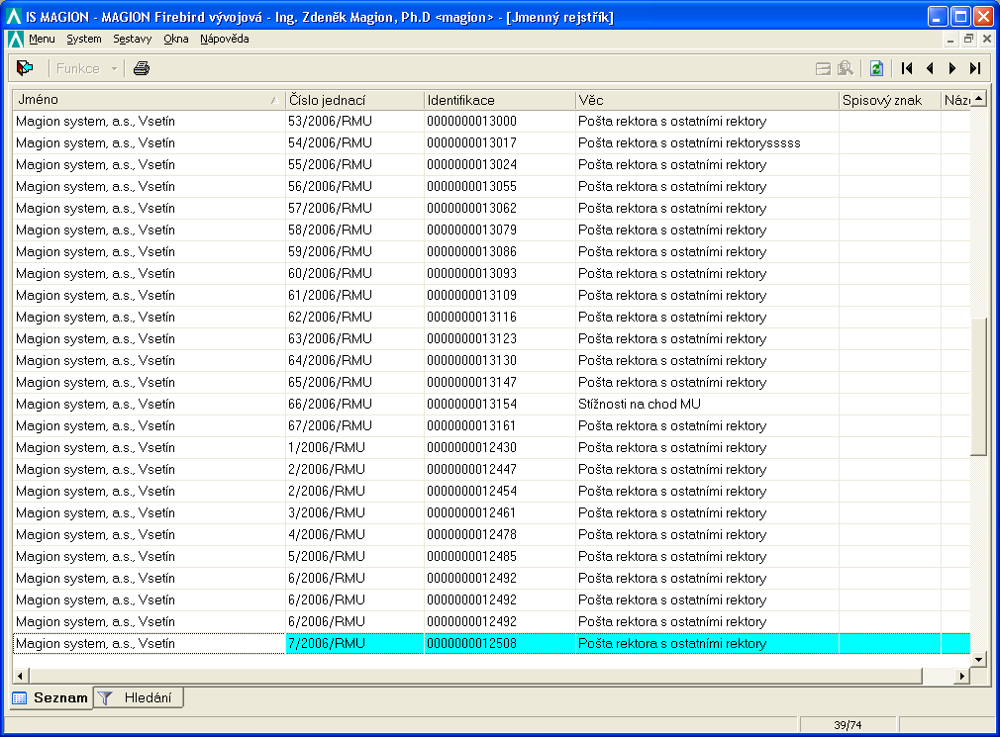 IS MAGION - MAGION Firebird vývojová - Ing. Zdeněk Magion, Ph.D <magion> - [Jmenný rejstřík]
Menu System Sestavy Okna Nápověda
Funkce
Jméno Číslo jednací Identifikace Věc Spisový znak Náz
Magion system, a.s., Vsetín 53/2006/RMU 0000000013000 Pošta rektora s ostatními rektory
Magion system, a.s., Vsetín 54/2006/RMU 0000000013017 Pošta rektora s ostatními rektorysssss
Magion system, a.s., Vsetín 55/2006/RMU 0000000013024 Pošta rektora s ostatními rektory
Magion system, a.s., Vsetín 56/2006/RMU 0000000013055 Pošta rektora s ostatními rektory
Magion system, a.s., Vsetín 57/2006/RMU 0000000013062 Pošta rektora s ostatními rektory
Magion system, a.s., Vsetín 58/2006/RMU 0000000013079 Pošta rektora s ostatními rektory
Magion system, a.s., Vsetín 59/2006/RMU 0000000013086 Pošta rektora s ostatními rektory
Magion system, a.s., Vsetín 60/2006/RMU 0000000013093 Pošta rektora s ostatními rektory
Magion system, a.s., Vsetín 61/2006/RMU 0000000013109 Pošta rektora s ostatními rektory
Magion system, a.s., Vsetín 62/2006/RMU 0000000013116 Pošta rektora s ostatními rektory
Magion system, a.s., Vsetín 63/2006/RMU 0000000013123 Pošta rektora s ostatními rektory
Magion system, a.s., Vsetín 64/2006/RMU 0000000013130 Pošta rektora s ostatními rektory
Magion system, a.s., Vsetín 65/2006/RMU 0000000013147 Pošta rektora s ostatními rektory
Magion system, a.s., Vsetín 66/2006/RMU 0000000013154 Stížnosti na chod MU
Magion system, a.s., Vsetín 67/2006/RMU 0000000013161 Pošta rektora s ostatními rektory
Magion system, a.s., Vsetín 1/2006/RMU 0000000012430 Pošta rektora s ostatními rektory
Magion system, a.s., Vsetín 2/2006/RMU 0000000012447 Pošta rektora s ostatními rektory
Magion system, a.s., Vsetín 2/2006/RMU 0000000012454 Pošta rektora s ostatními rektory
Magion system, a.s., Vsetín 3/2006/RMU 0000000012461 Pošta rektora s ostatními rektory
Magion system, a.s., Vsetín 4/2006/RMU 0000000012478 Pošta rektora s ostatními rektory
Magion system, a.s., Vsetín 5/2006/RMU 0000000012485 Pošta rektora s ostatními rektory
Magion system, a.s., Vsetín 6/2006/RMU 0000000012492 Pošta rektora s ostatními rektory
Magion system, a.s., Vsetín 6/2006/RMU 0000000012492 Pošta rektora s ostatními rektory
Magion system, a.s., Vsetín 6/2006/RMU 0000000012492 Pošta rektora s ostatními rektory
Magion system, a.s., Vsetín 7/2006/RMU 0000000012508 Pošta rektora s ostatními rektory
Seznam Hledání
39/74